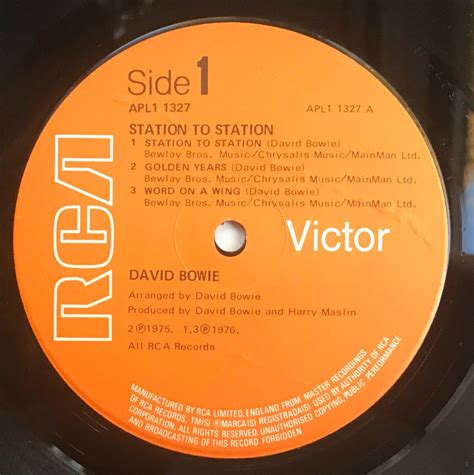 Side 1
APL1 1327 APL1 1327 A
STATION TO STATION
1 STATION TO STATION (David Bowie)
Bewlay Bros. Music/Chrysalis Music/MainMan Ltd.
2 GOLDEN YEARS (David Bowie)
Bewlay Bros. Music/Chrysalis Music/MainMan Ltd.
3 WORD ON A WING (David Bowie)
Bewlay Bros. Music/Chrysalis Music/MainMan Ltd.
RCA
Victor
DAVID BOWIE
Arranged by David Bowie
Produced by David Bowie and Harry Maslin
2 ℗ 1975, 1,3 ℗ 1976,
All RCA Records
MANUFACTURED BY RCA LIMITED, ENGLAND FROM MASTER RECORDINGS
OF RCA RECORDS. TM(S) ® MARCA(S) REGISTRADA(S) USED BY AUTHORITY OF RCA
CORPORATION. UNAUTHORISED COPYING, PUBLIC PERFORMANCE
AND BROADCASTING OF THIS RECORD FORBIDDEN